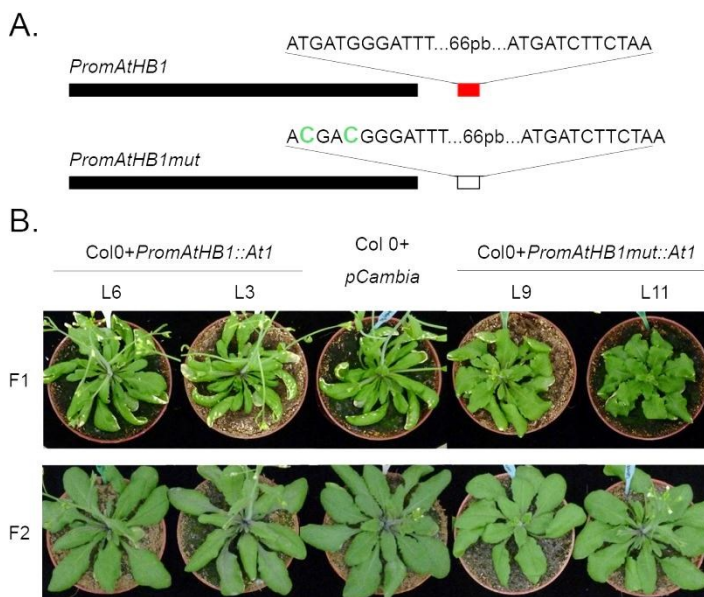 A.
ATGATGGGATTT...66pb...ATGATCTTCTAA
PromAtHB1
ACGACGGGATTT...66pb...ATGATCTTCTAA
PromAtHB1mut
B.
Col0+PromAtHB1::At1
Col 0+
pCambia
Col0+PromAtHB1mut::At1
L6 L3 L9 L11
F1
F2